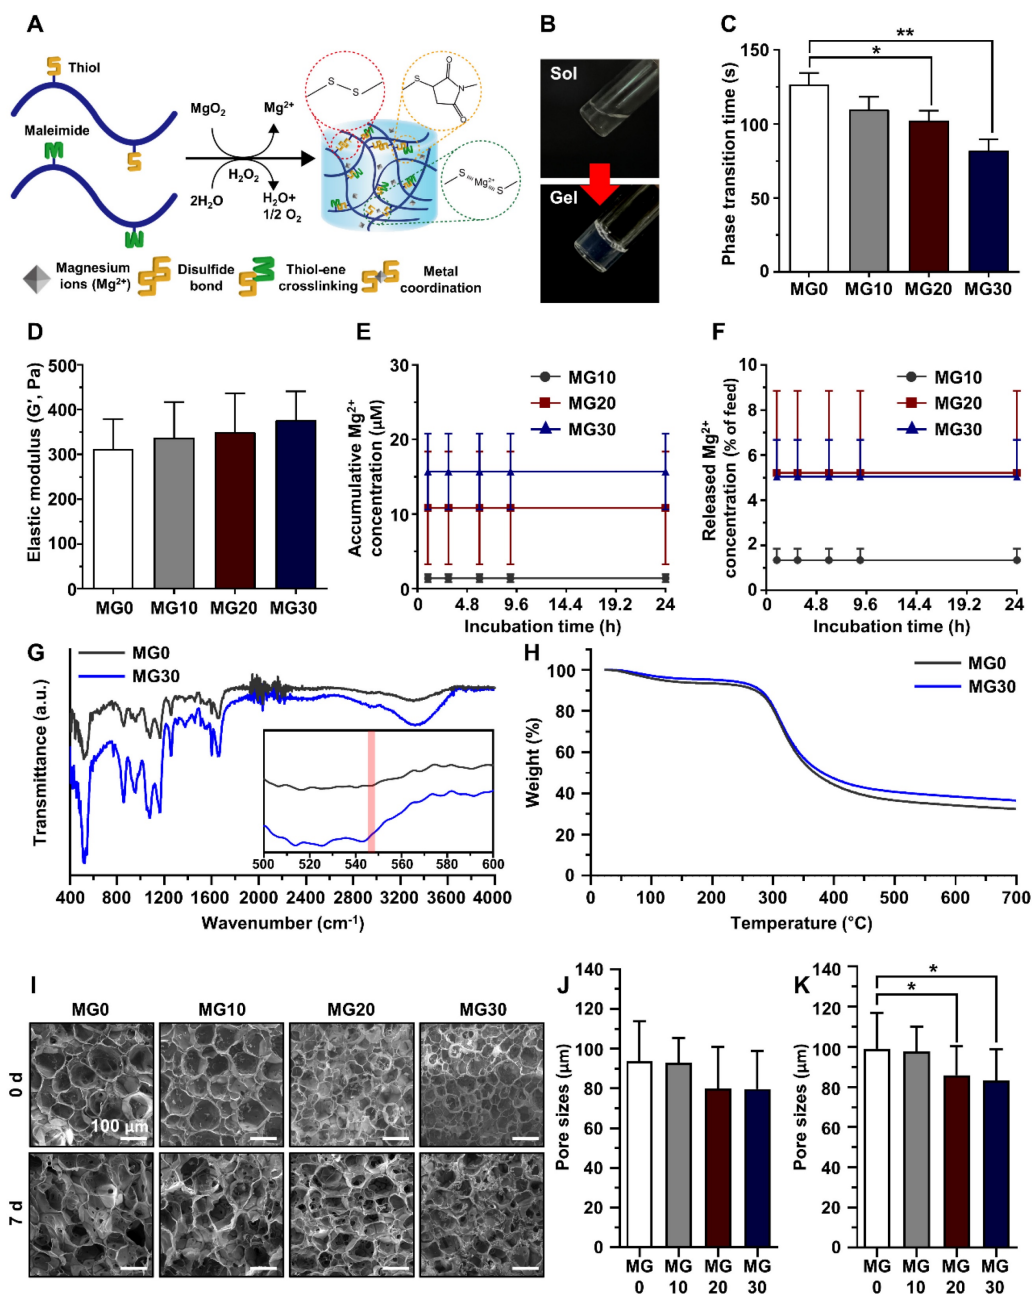 A
Thiol
Maleimide
MgO2
Mg2+
H2O2
2H2O
H2O+
1/2 O2
S
S
S
O
N
O
S
Mg2+
S
Magnesium
ions (Mg2+)
Disulfide
bond
Thiol-ene
crosslinking
Metal
coordination
B
Sol
Gel
C
Phase transition time (s)
150
100
50
0
*
**
MG0 MG10 MG20 MG30
D
Elastic modulus (G′, Pa)
500
400
300
300
200
100
0
MG0 MG10 MG20 MG30
E
Accumulative Mg2+
concentration (μM)
30
20
10
0
MG10
MG20
MG30
0 4.8 9.6 14.4 19.2 24
Incubation time (h)
F
Released Mg2+
concentration (% of feed)
10
8
6
4
2
0
MG10
MG20
MG30
0 4.8 9.6 14.4 19.2 24
Incubation time (h)
G
MG0
MG30
Transmittance (a.u.)
500 520 540 560 580 600
400 800 1200 1600 2000 2400 2800 3200 3600 4000
Wavenumber (cm-1)
H
MG0
MG30
Weight (%)
100
80
60
40
20
0
0 100 200 300 400 500 600 700
Temperature (°C)
I
MG0 MG10 MG20 MG30
0 d
100 μm
7 d
J
Pore sizes (μm)
140
120
100
80
60
40
20
0
MG MG MG MG
0 10 20 30
K
Pore sizes (μm)
140
120
100
80
60
40
20
0
*
*
MG MG MG MG
0 10 20 30